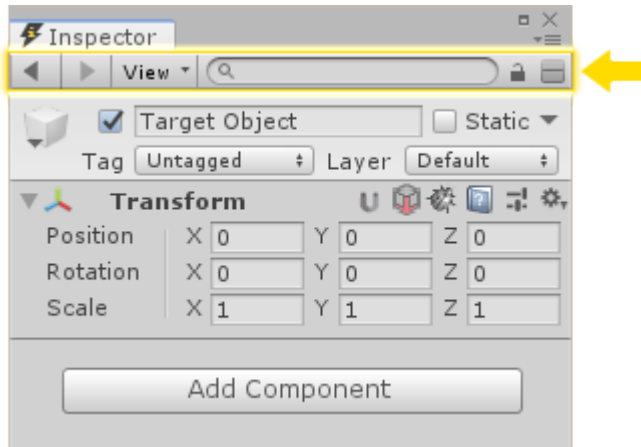 Inspector
View
Target Object Static
Tag Untagged Layer Default
Transform
Position X 0 Y 0 Z 0
Rotation X 0 Y 0 Z 0
Scale X 1 Y 1 Z 1
Add Component